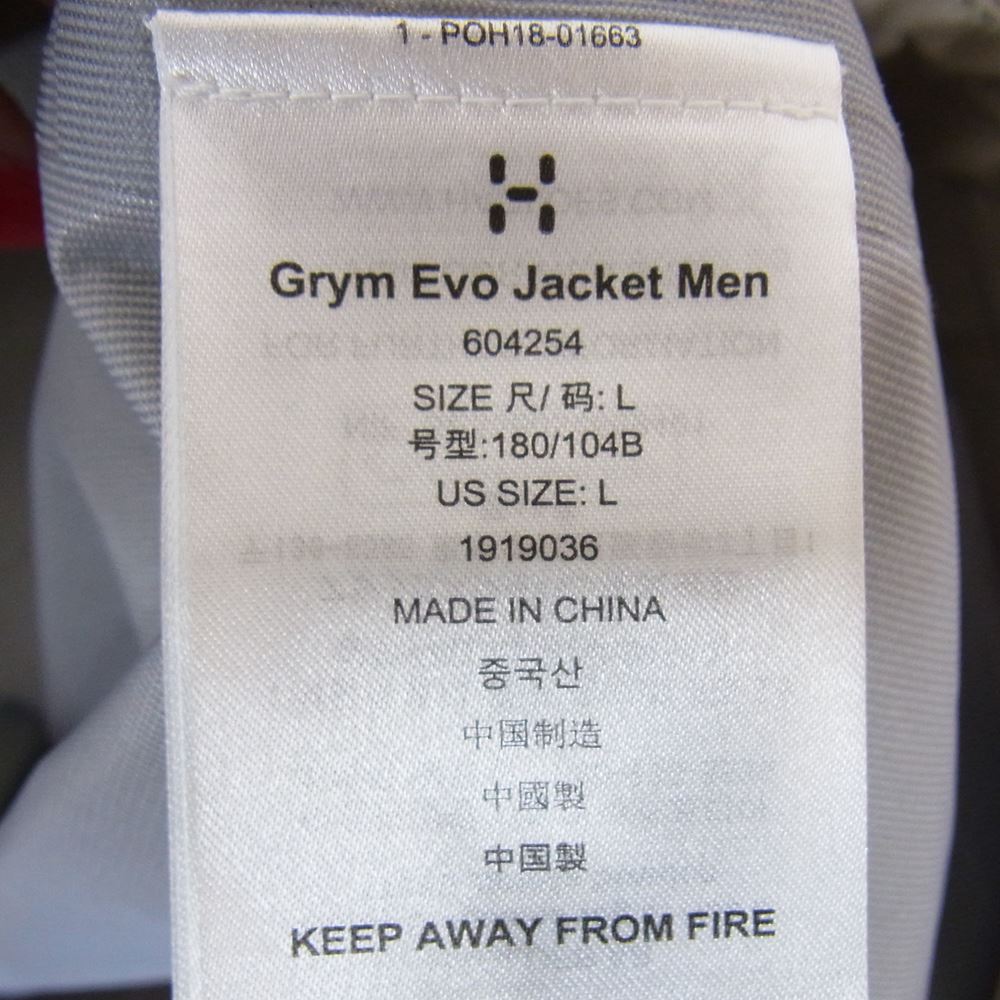 1 - POH18-01663
Grym Evo Jacket Men
604254
SIZE 尺/ 码: L
号型:180/104B
US SIZE: L
1919036
MADE IN CHINA
중국산
中国制造
中國製
中国製
KEEP AWAY FROM FIRE